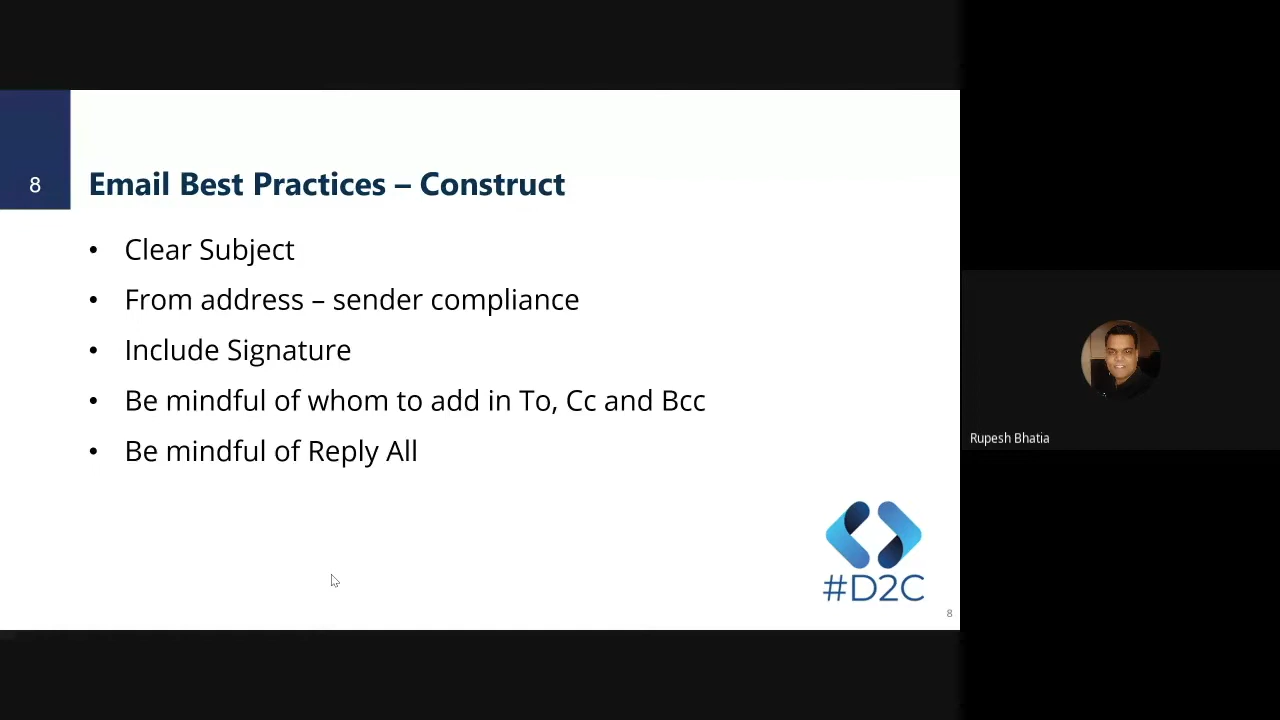 8
Email Best Practices – Construct
• Clear Subject
• From address – sender compliance
• Include Signature
• Be mindful of whom to add in To, Cc and Bcc
• Be mindful of Reply All
#D2C
8
Rupesh Bhatia